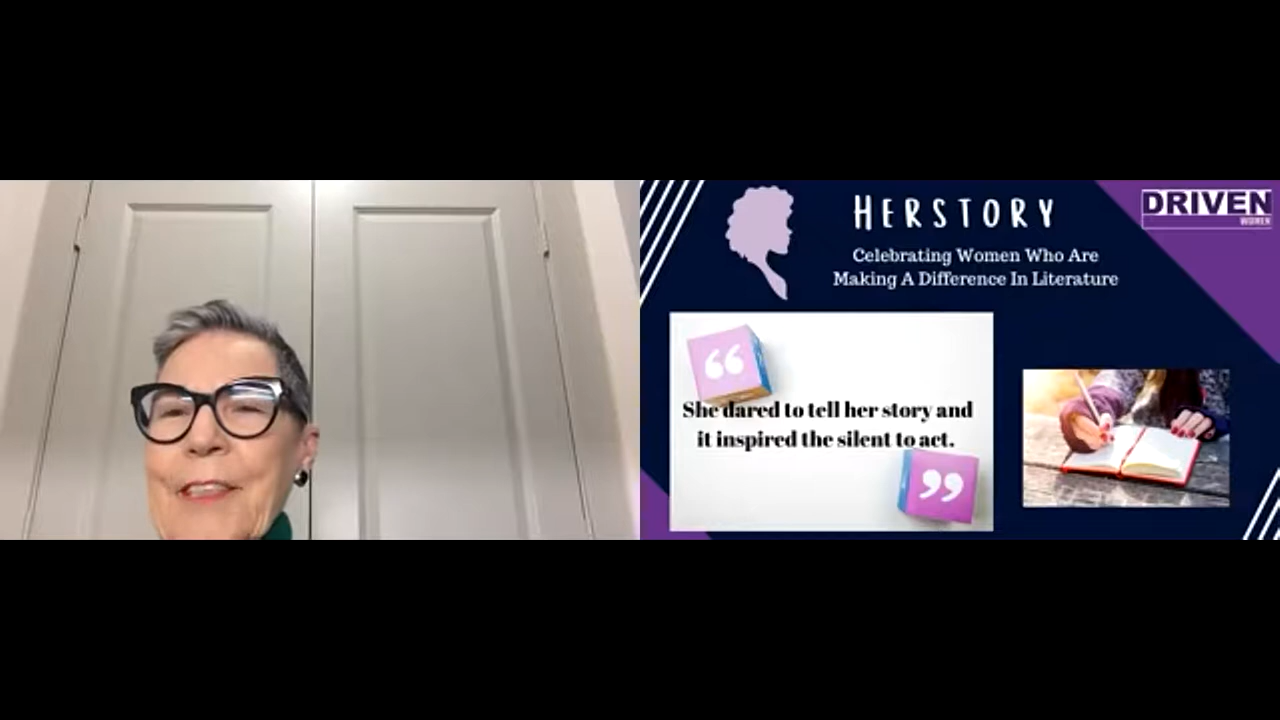 HERSTORY
DRIVEN
WOMEN
Celebrating Women Who Are
Making A Difference In Literature
“
She dared to tell her story and
it inspired the silent to act.
”